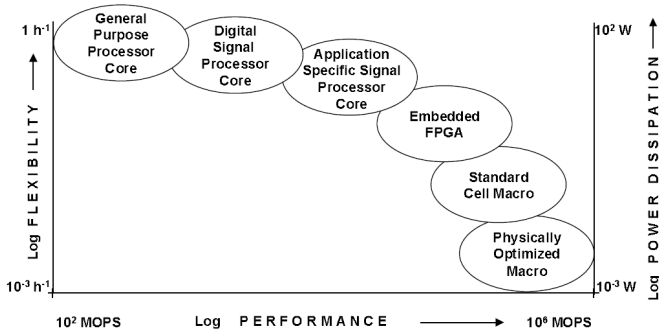 General
Purpose
Processor
Core
Digital
Signal
Processor
Core
Application
Specific Signal
Processor
Core
Embedded
FPGA
Standard
Cell Macro
Physically
Optimized
Macro
1 h-1
10-3 h-1
Log FLEXIBILITY
10² W
10-3 W
Log POWER DISSIPATION
10² MOPS
Log PERFORMANCE
10⁶ MOPS